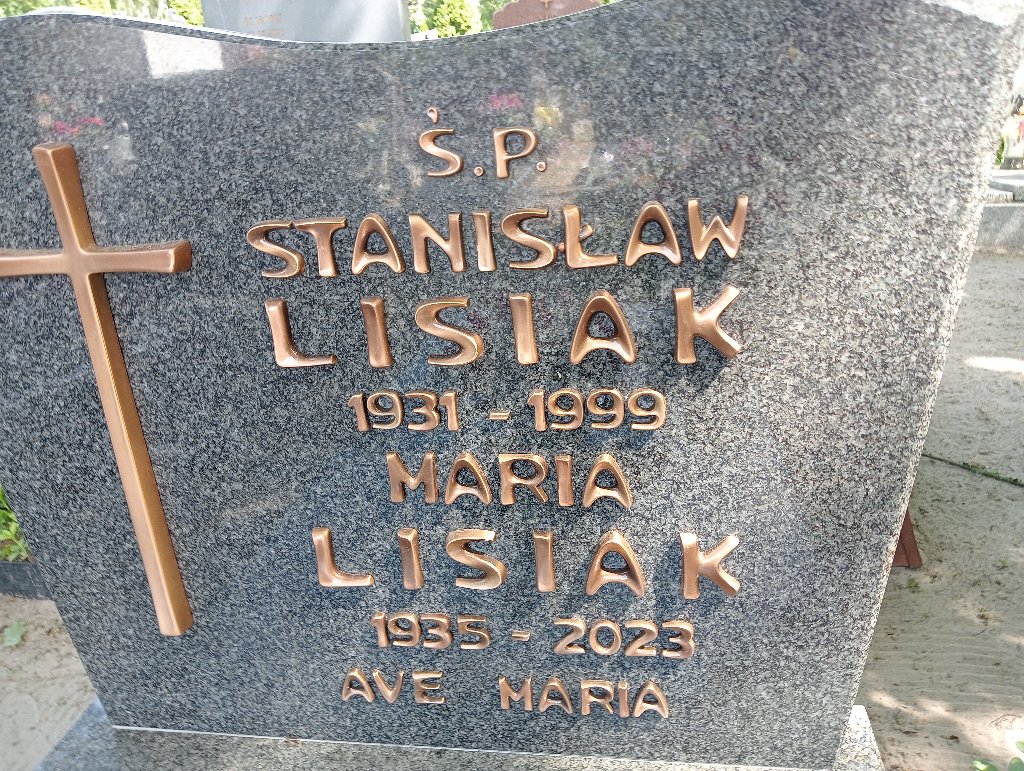 Ś.P.
STANISŁAW
LISIAK
1931 - 1999
MARIA
LISIAK
1935 - 2023
AVE MARIA